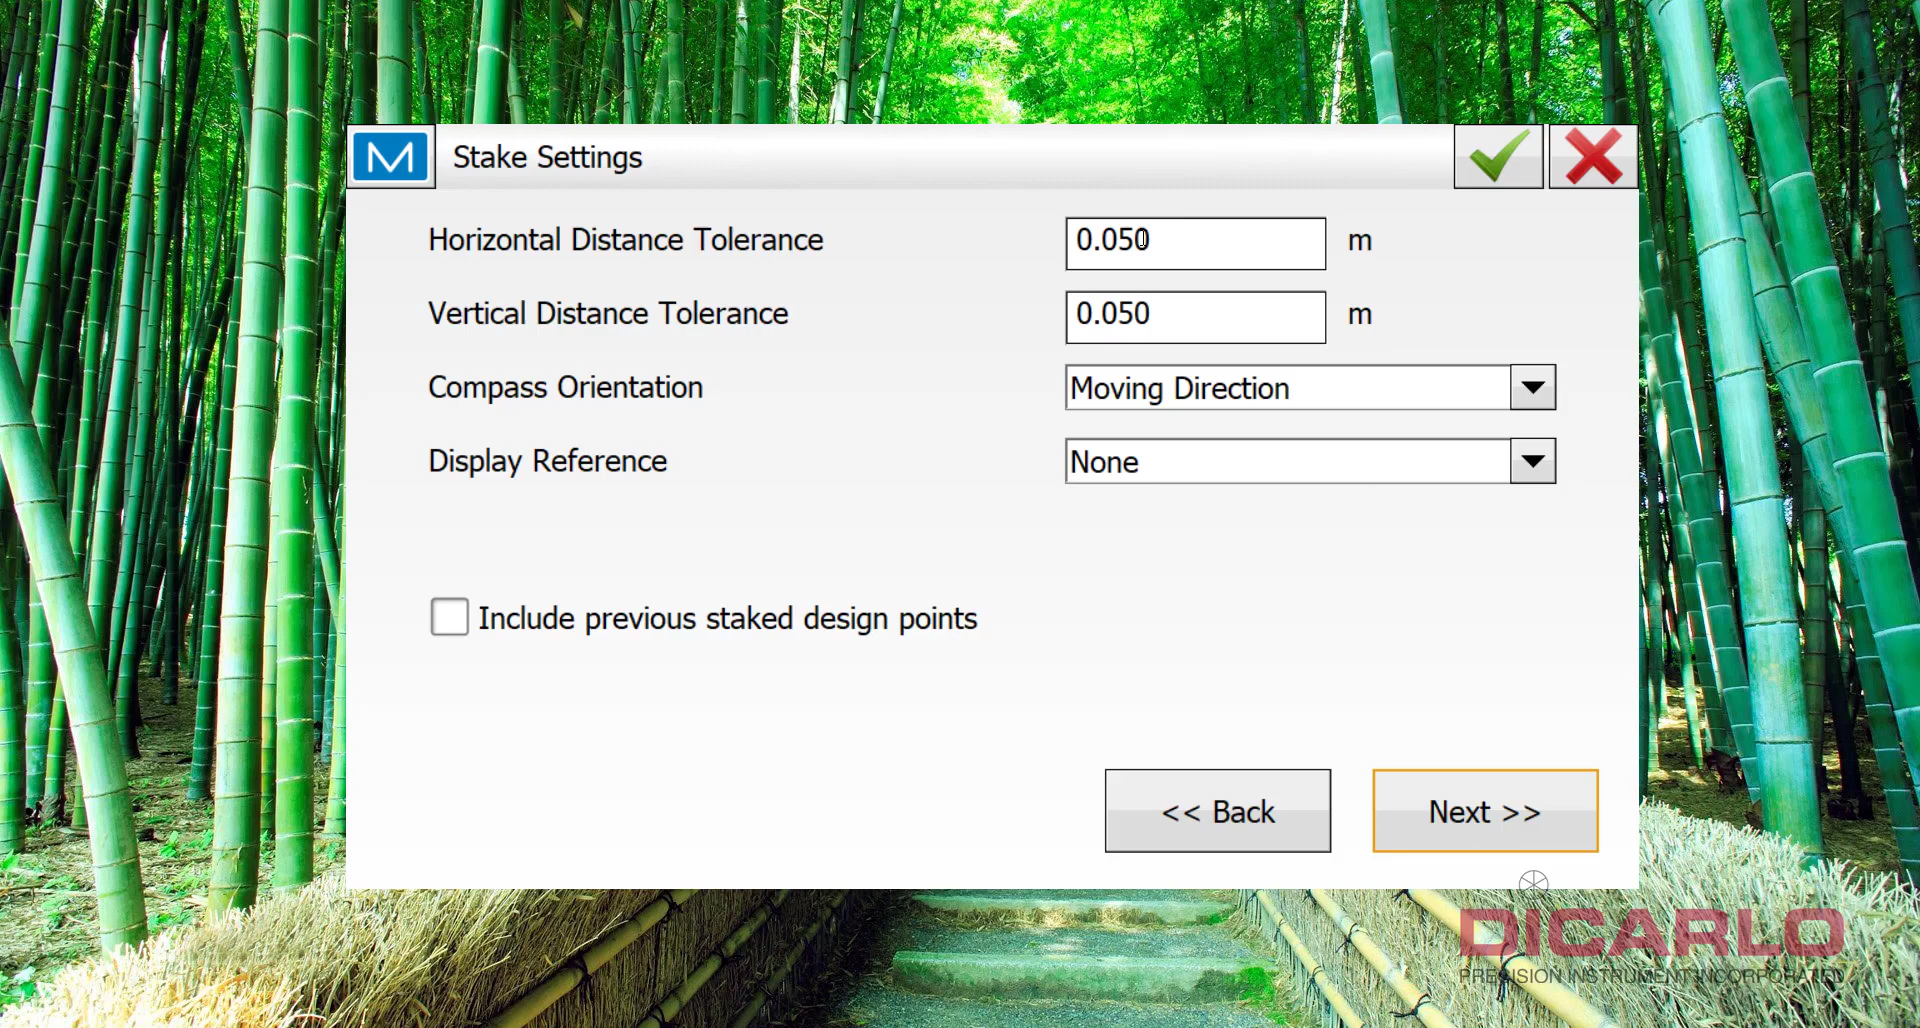 M Stake Settings
Horizontal Distance Tolerance 0.050 m
Vertical Distance Tolerance 0.050 m
Compass Orientation Moving Direction
Display Reference None
Include previous staked design points
<< Back Next >>
DICARLO
PRECISION INSTRUMENT INCORPORATED